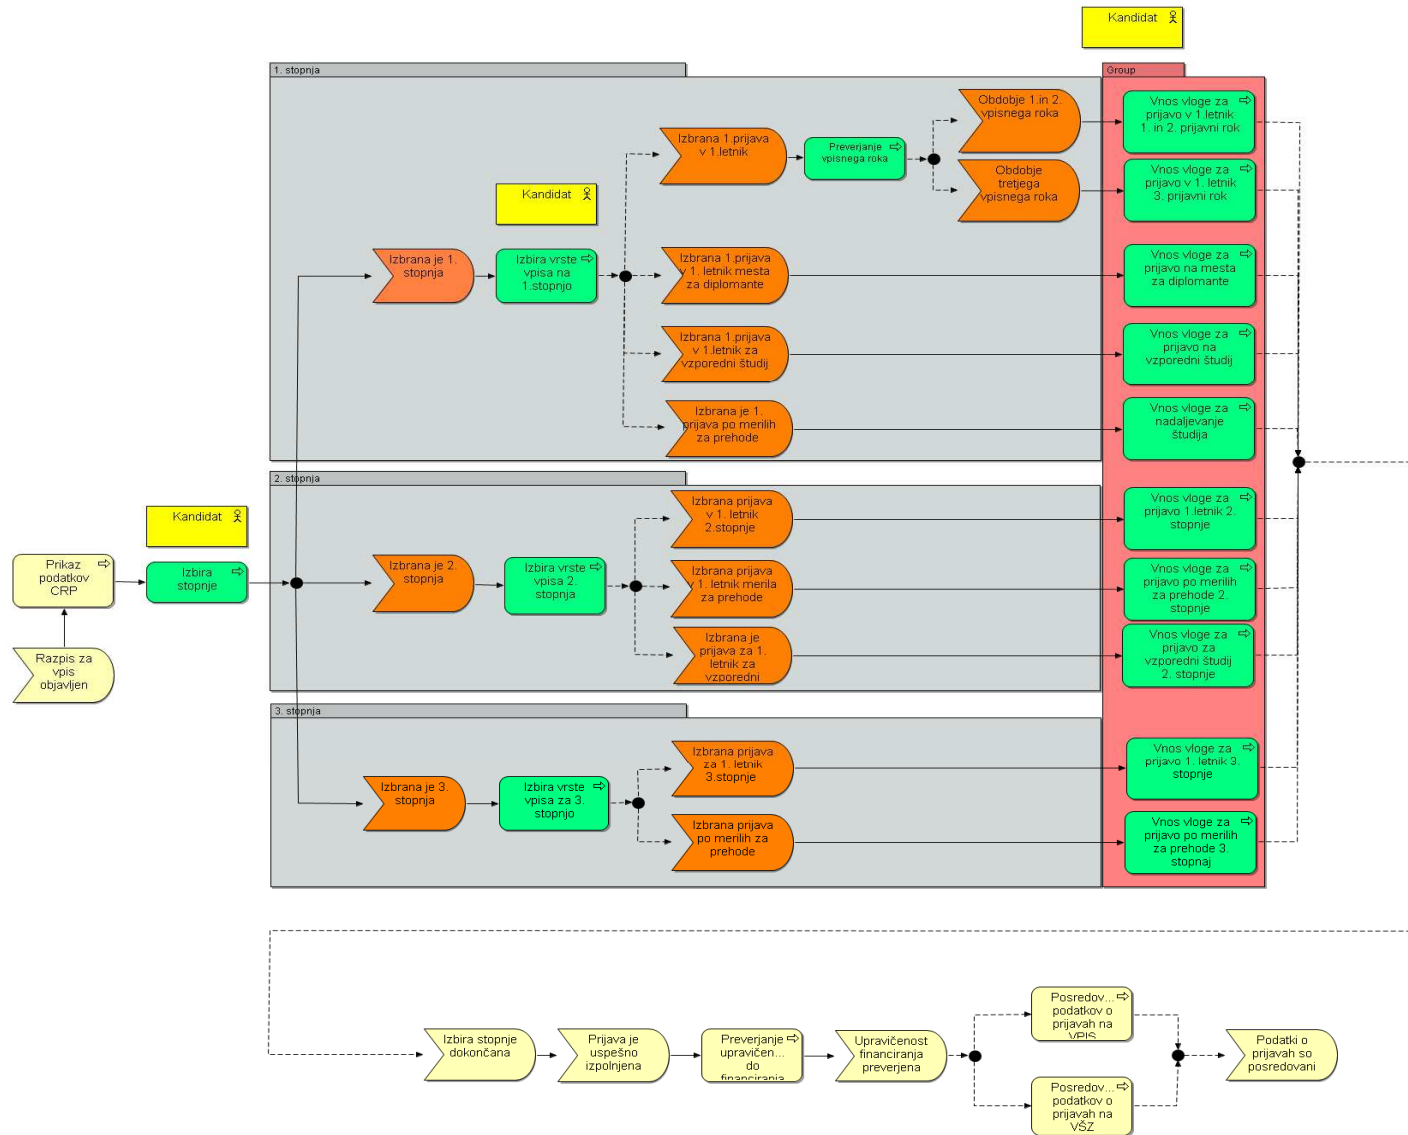 Kandidat
1. stopnja
Group
Obdobje 1.in 2.
vpisnega roka
Vnos vloge za
prijavo v 1.letnik
1. in 2. prijavni rok
Izbrana 1.prijava
v 1.letnik
Preverjanje
vpisnega roka
Obdobje
tretjega
vpisnega roka
Vnos vloge za
prijavo v 1. letnik
3. prijavni rok
Kandidat
Izbrana je 1.
stopnja
Izbira vrste
vpisa na
1.stopnjo
Izbrana 1.prijava
v 1. letnik mesta
za diplomante
Vnos vloge za
prijavo na mesta
za diplomante
Izbrana 1.prijava
v 1.letnik za
vzporedni študij
Vnos vloge za
prijavo na
vzporedni študij
Izbrana je 1.
prijava po merilih
za prehode
Vnos vloge za
nadaljevanje
študija
2. stopnja
Izbrana prijava
v 1. letnik
2.stopnje
Vnos vloge za
prijavo 1.letnik 2.
stopnje
Kandidat
Prikaz
podatkov
CRP
Izbira
stopnje
Izbrana je 2.
stopnja
Izbira vrste
vpisa 2.
stopnja
Izbrana prijava
v 1. letnik merila
za prehode
Vnos vloge za
prijavo po merilih
za prehode 2.
stopnje
Razpis za
vpis
objavljen
Izbrana je
prijava za 1.
letnik za
vzporedni
Vnos vloge za
prijavo za
vzporedni študij
2. stopnje
3. stopnja
Izbrana prijava
za 1. letnik
3.stopnje
Vnos vloge za
prijavo 1. letnik 3.
stopnje
Izbrana je 3.
stopnja
Izbira vrste
vpisa za 3.
stopnjo
Izbrana prijava
po merilih za
prehode
Vnos vloge za
prijavo po merilih
za prehode 3.
stopnaj
Izbira stopnje
dokončana
Prijava je
uspešno
izpolnjena
Preverjanje
upravičen...
do
financiranja
Upravičenost
financiranja
preverjena
Posredov...
podatkov o
prijavah na
VPIS
Posredov...
podatkov o
prijavah na
VŠZ
Podatki o
prijavah so
posredovani